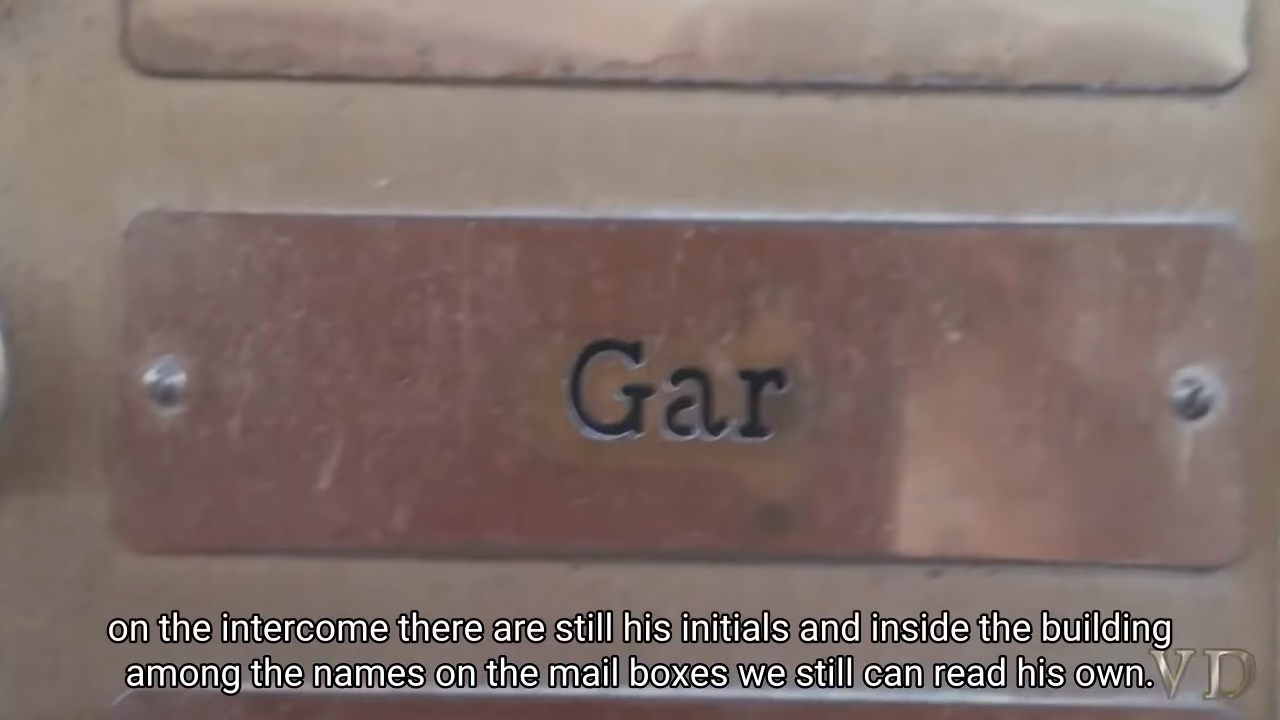 Gar
on the intercome there are still his initials and inside the building
among the names on the mail boxes we still can read his own.
VD